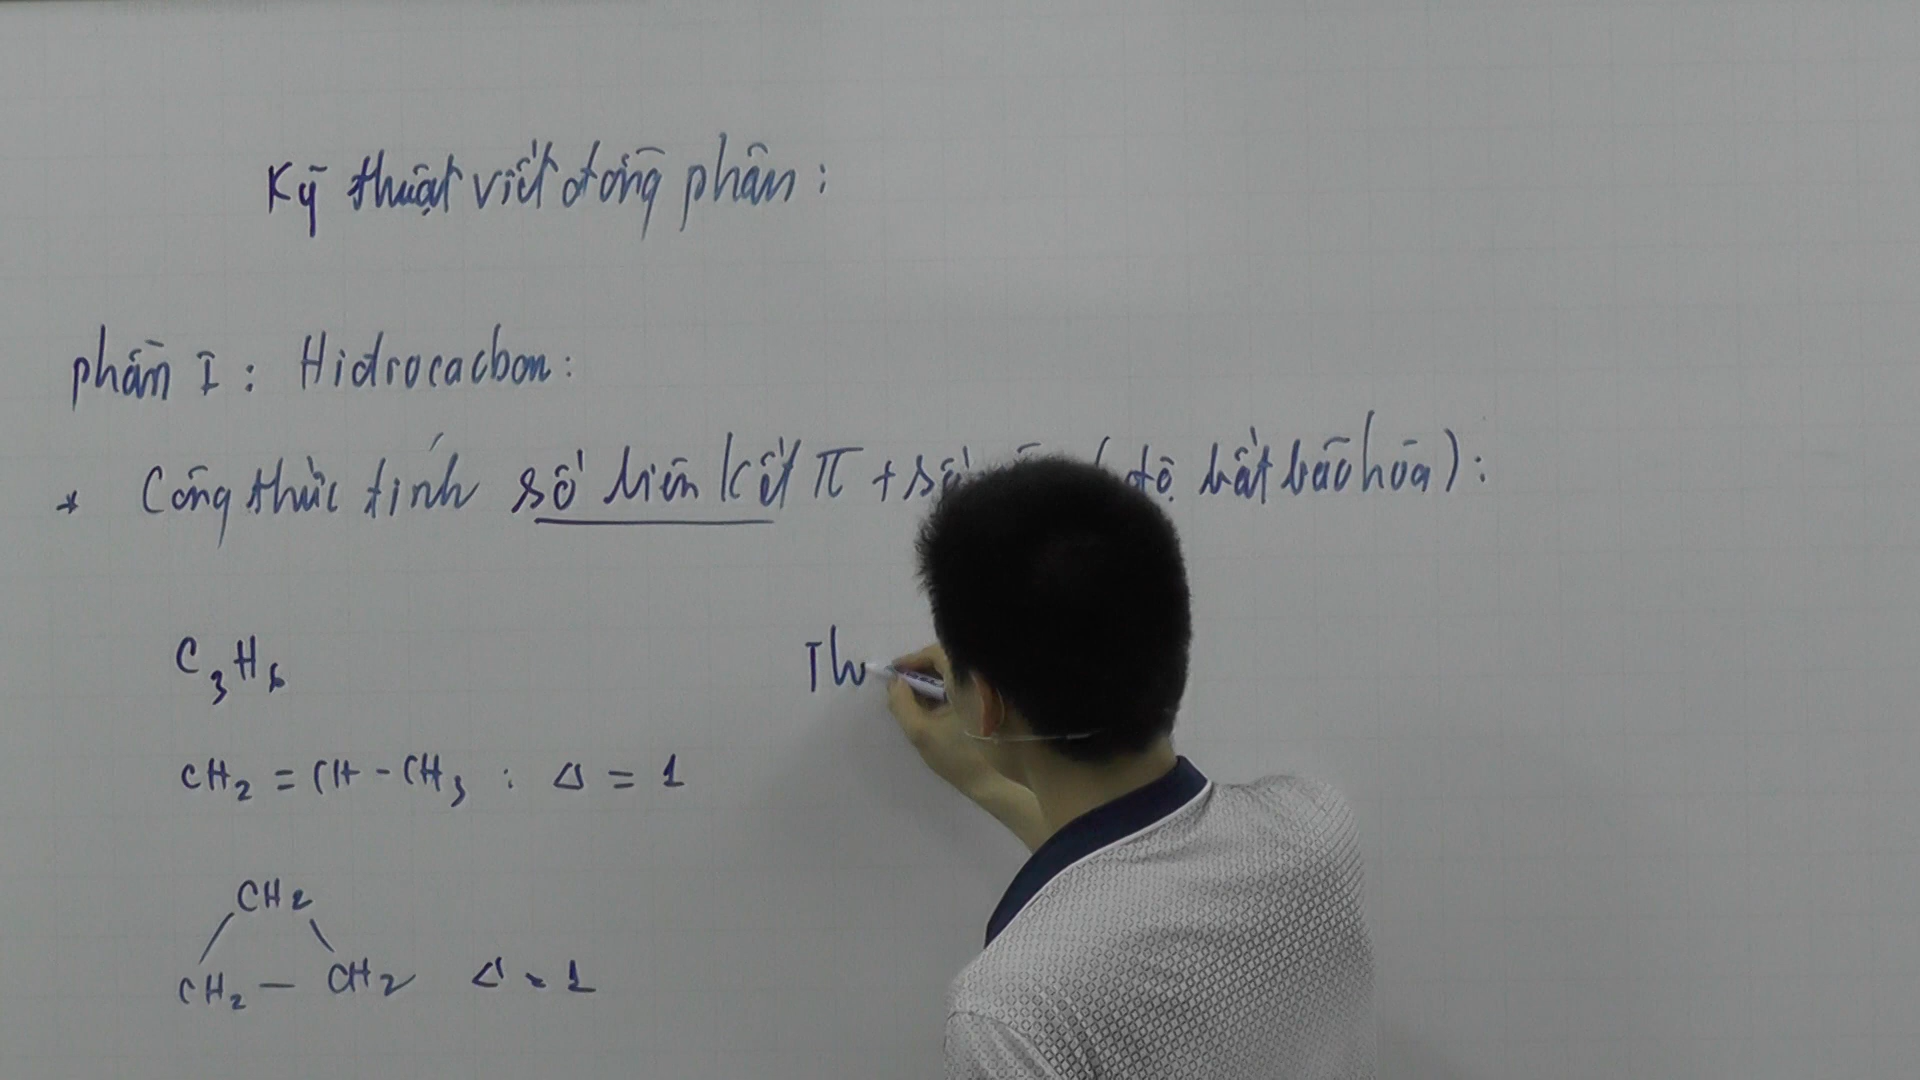 Kỹ thuật viết đồng phân:
Phần I: Hiđrocacbon:
* Công thức tính số liên kết π + số (độ bất bão hòa):
C3H6
CH2 = CH - CH3 : Δ = 1
Th
CH2
CH2 — CH2 Δ = 1